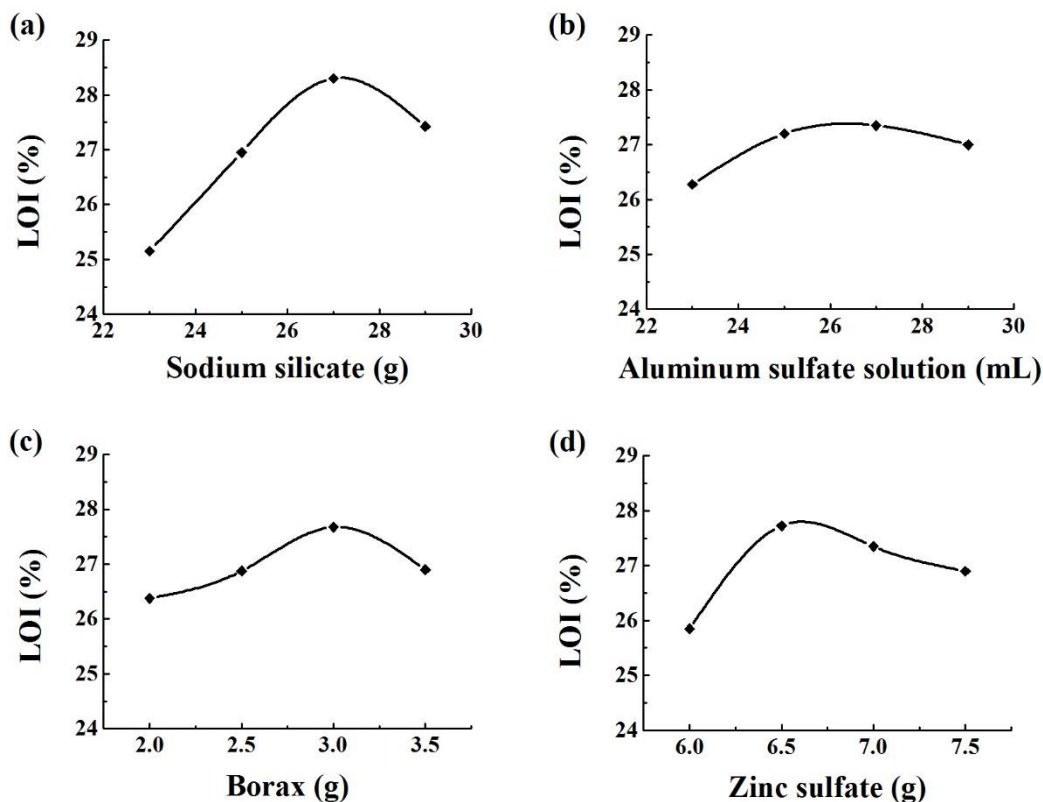 (a)
29
28
27
26
25
24
LOI (%)
22 24 26 28 30
Sodium silicate (g)
(b)
29
28
27
26
25
24
LOI (%)
22 24 26 28 30
Aluminum sulfate solution (mL)
(c)
29
28
27
26
25
24
LOI (%)
2.0 2.5 3.0 3.5
Borax (g)
(d)
29
28
27
26
25
24
LOI (%)
6.0 6.5 7.0 7.5
Zinc sulfate (g)